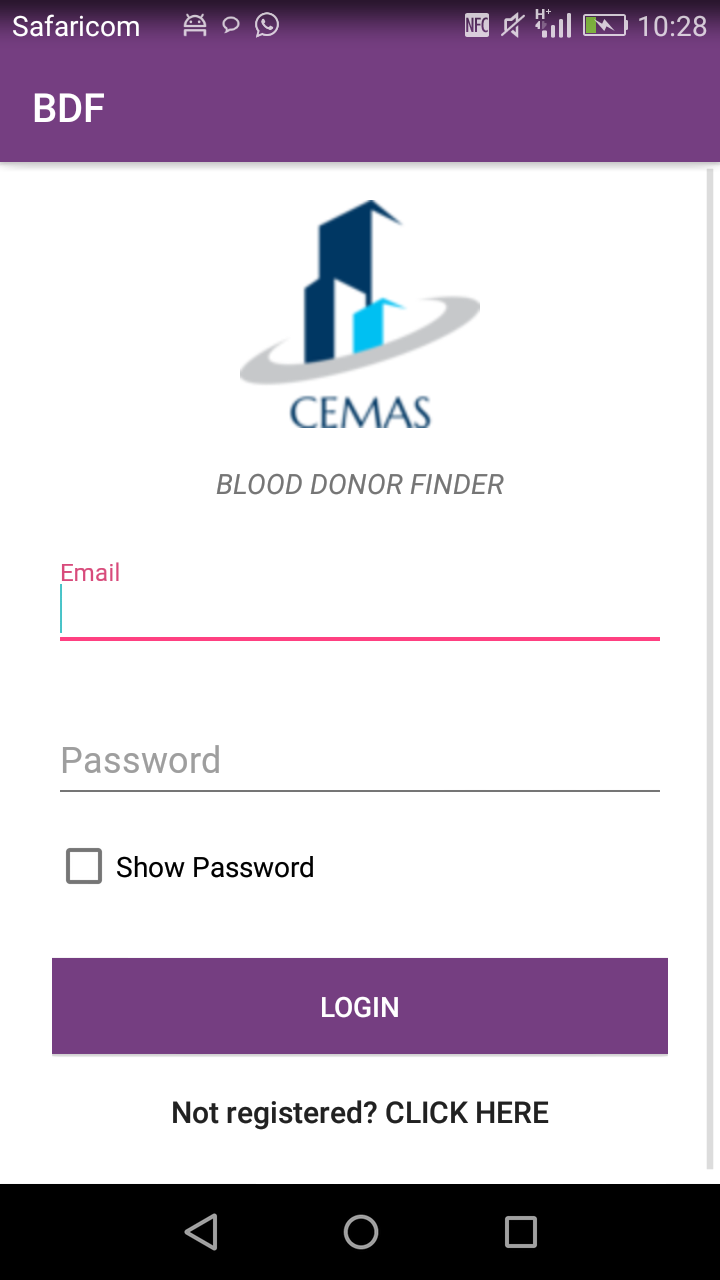 Safaricom NFC H+ 10:28
BDF
CEMAS
BLOOD DONOR FINDER
Email
Password
Show Password
LOGIN
Not registered? CLICK HERE